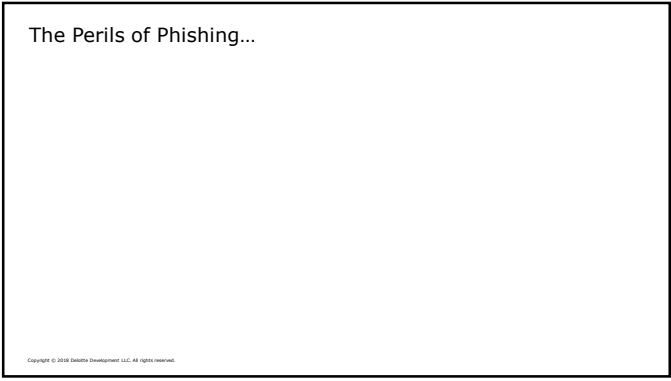 The Perils of Phishing…
Copyright © 2018 Deloitte Development LLC. All rights reserved.